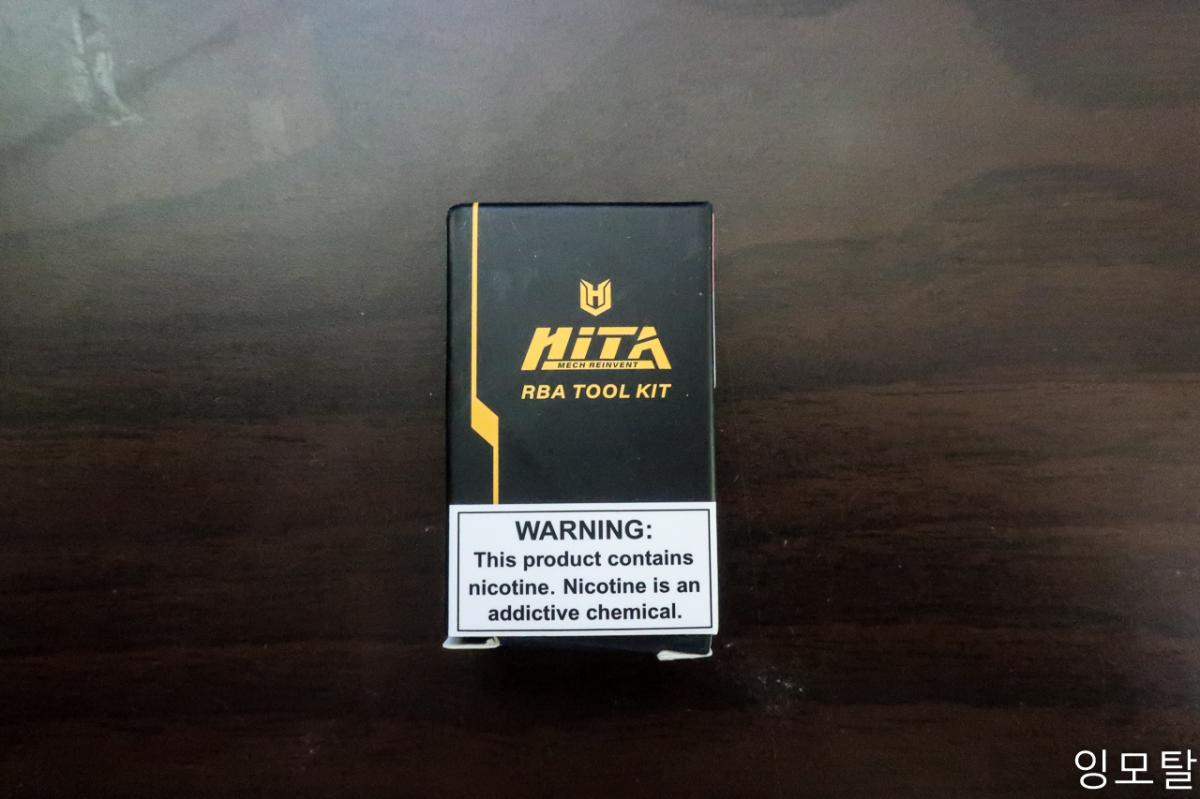 H
HiTA
MECH REINVENT
RBA TOOL KIT
WARNING:
This product contains
nicotine. Nicotine is an
addictive chemical.
잉모탈